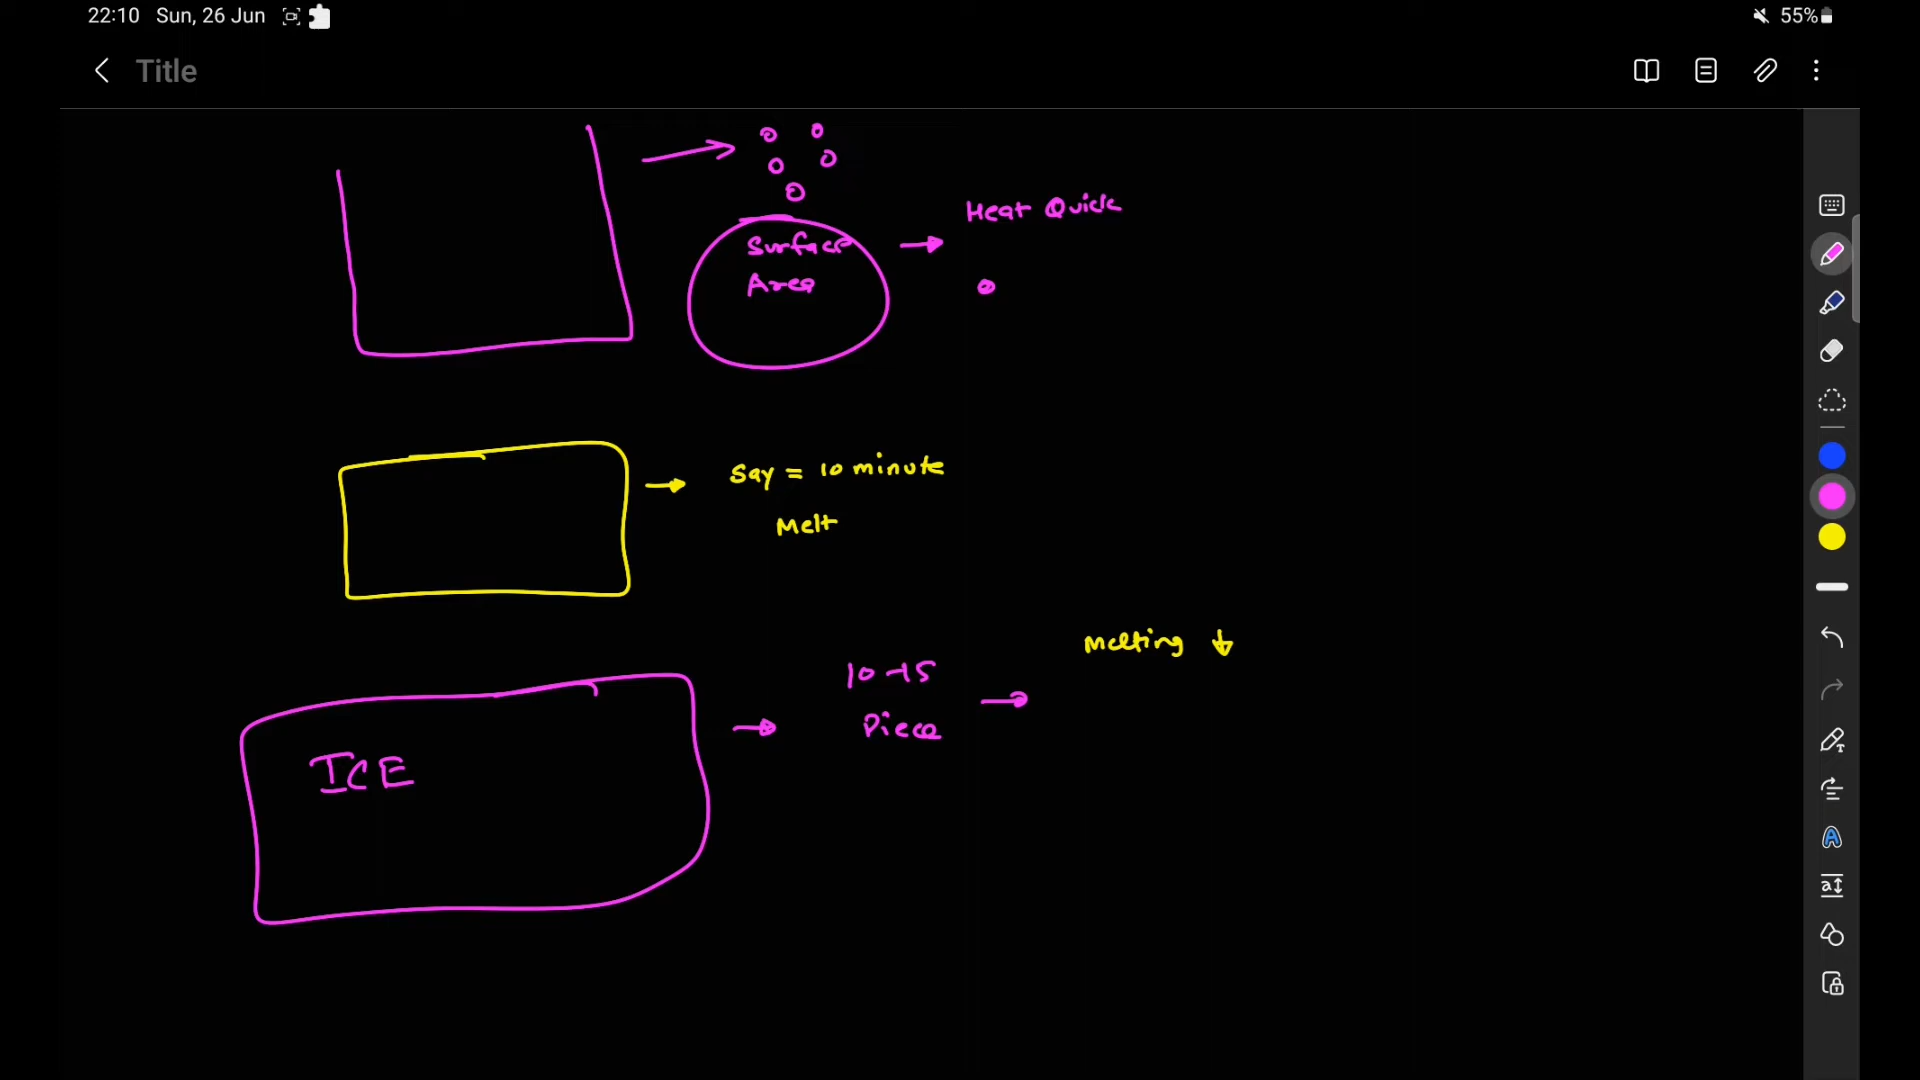 22:10 Sun, 26 Jun
55%
Title
Heat Quick
Surface
Area
Say = 10 minute
Melt
Melting ↓
10-15
Piece
ICE